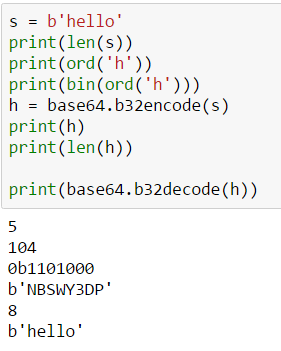 s = b'hello'
print(len(s))
print(ord('h'))
print(bin(ord('h')))
h = base64.b32encode(s)
print(h)
print(len(h))
print(base64.b32decode(h))
5
104
0b1101000
b'NBSWY3DP'
8
b'hello'